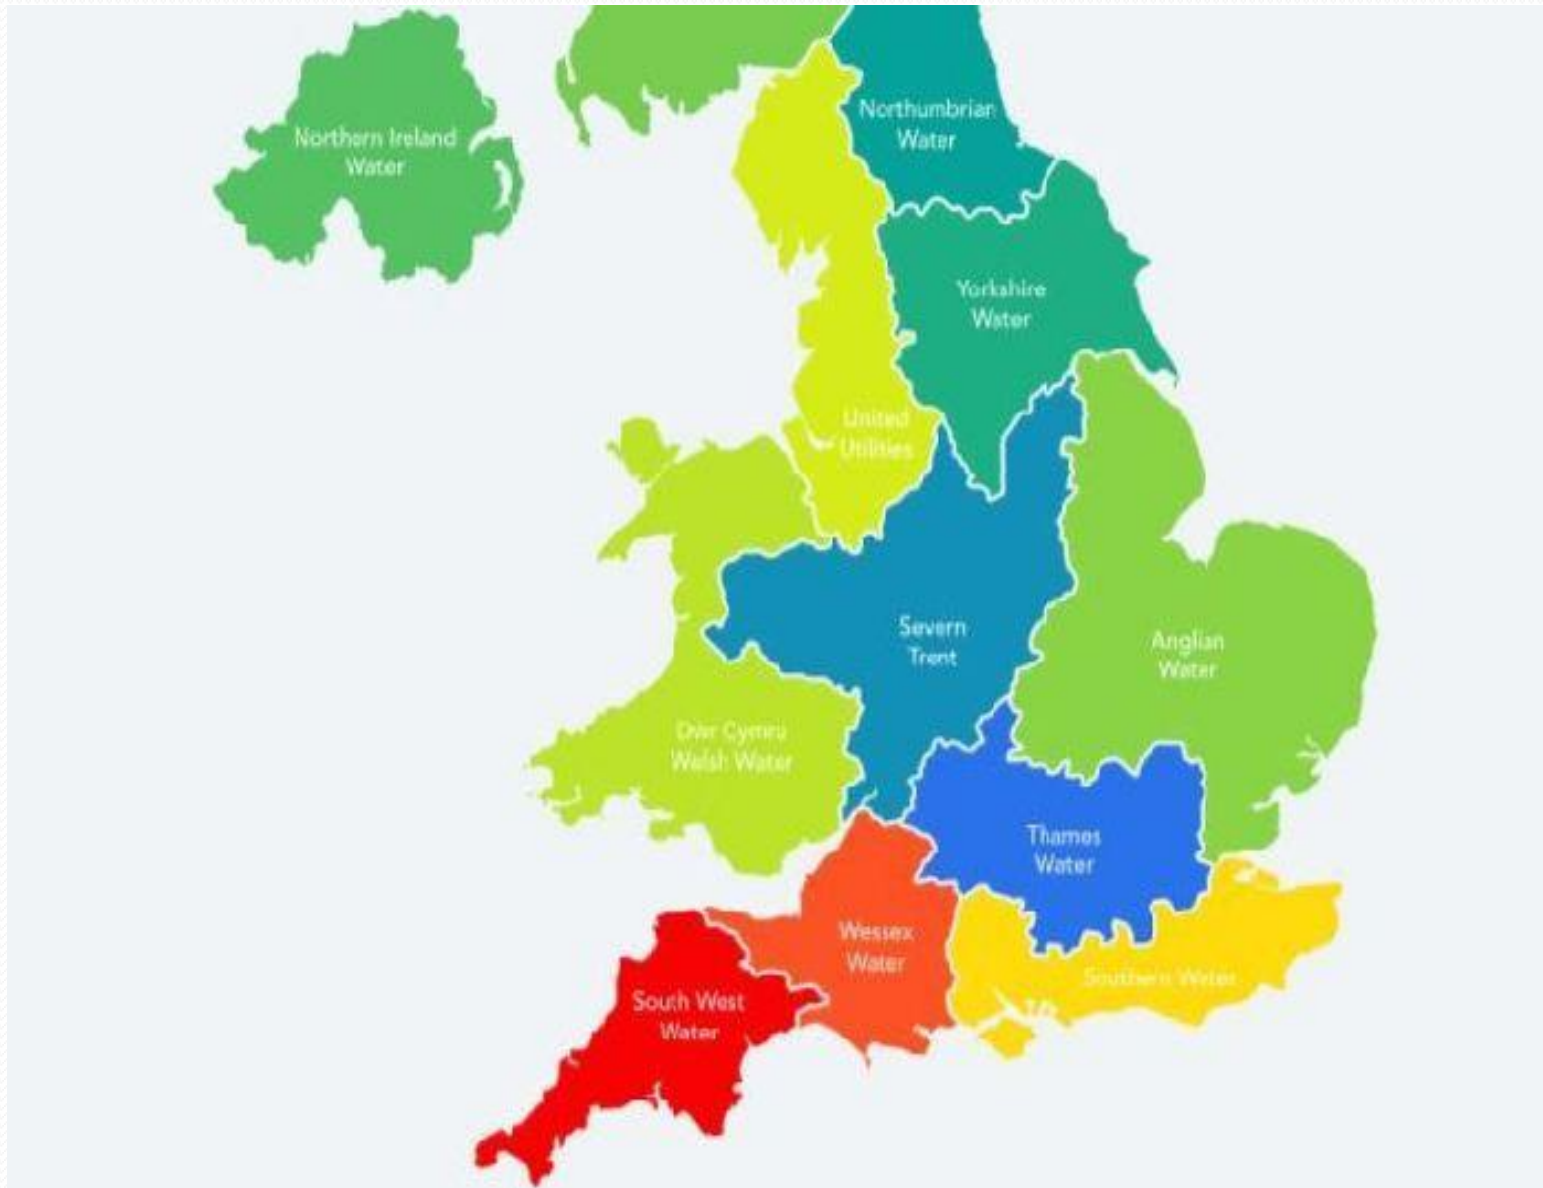 Northumbrian
Water
Northern Ireland
Water
Yorkshire
Water
United
Utilities
Severn
Trent
Anglian
Water
Dŵr Cymru
Welsh Water
Thames
Water
Wessex
Water
Southern Water
South West
Water